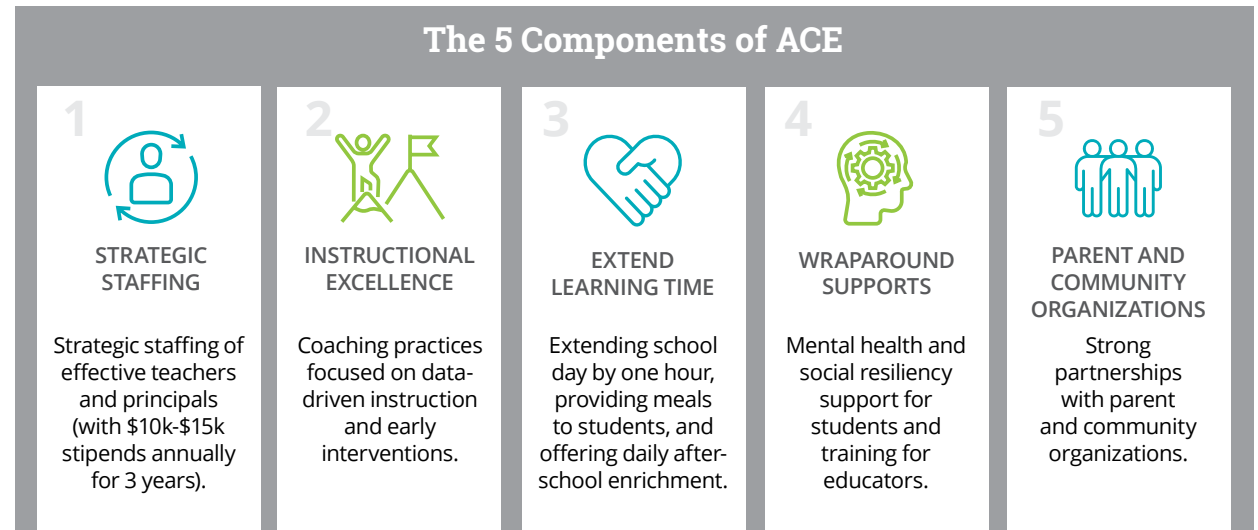 The 5 Components of ACE
1
STRATEGIC
STAFFING
Strategic staffing of
effective teachers
and principals
(with $10k-$15k
stipends annually
for 3 years).
2
INSTRUCTIONAL
EXCELLENCE
Coaching practices
focused on data-
driven instruction
and early
interventions.
3
EXTEND
LEARNING TIME
Extending school
day by one hour,
providing meals
to students, and
offering daily after-
school enrichment.
4
WRAPAROUND
SUPPORTS
Mental health and
social resiliency
support for
students and
training for
educators.
5
PARENT AND
COMMUNITY
ORGANIZATIONS
Strong
partnerships
with parent
and community
organizations.